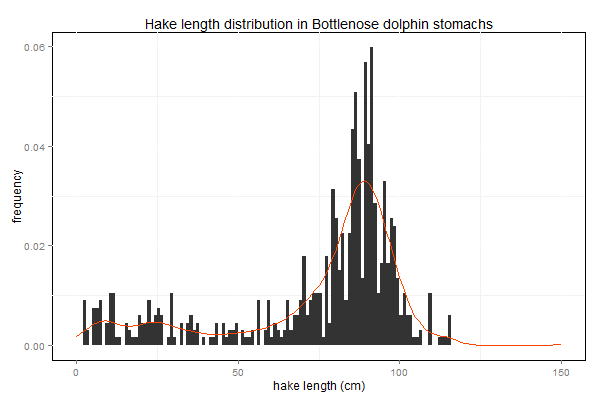 Hake length distribution in Bottlenose dolphin stomachs
0.06
0.04
0.02
0.00
frequency
0 50 100 150
hake length (cm)